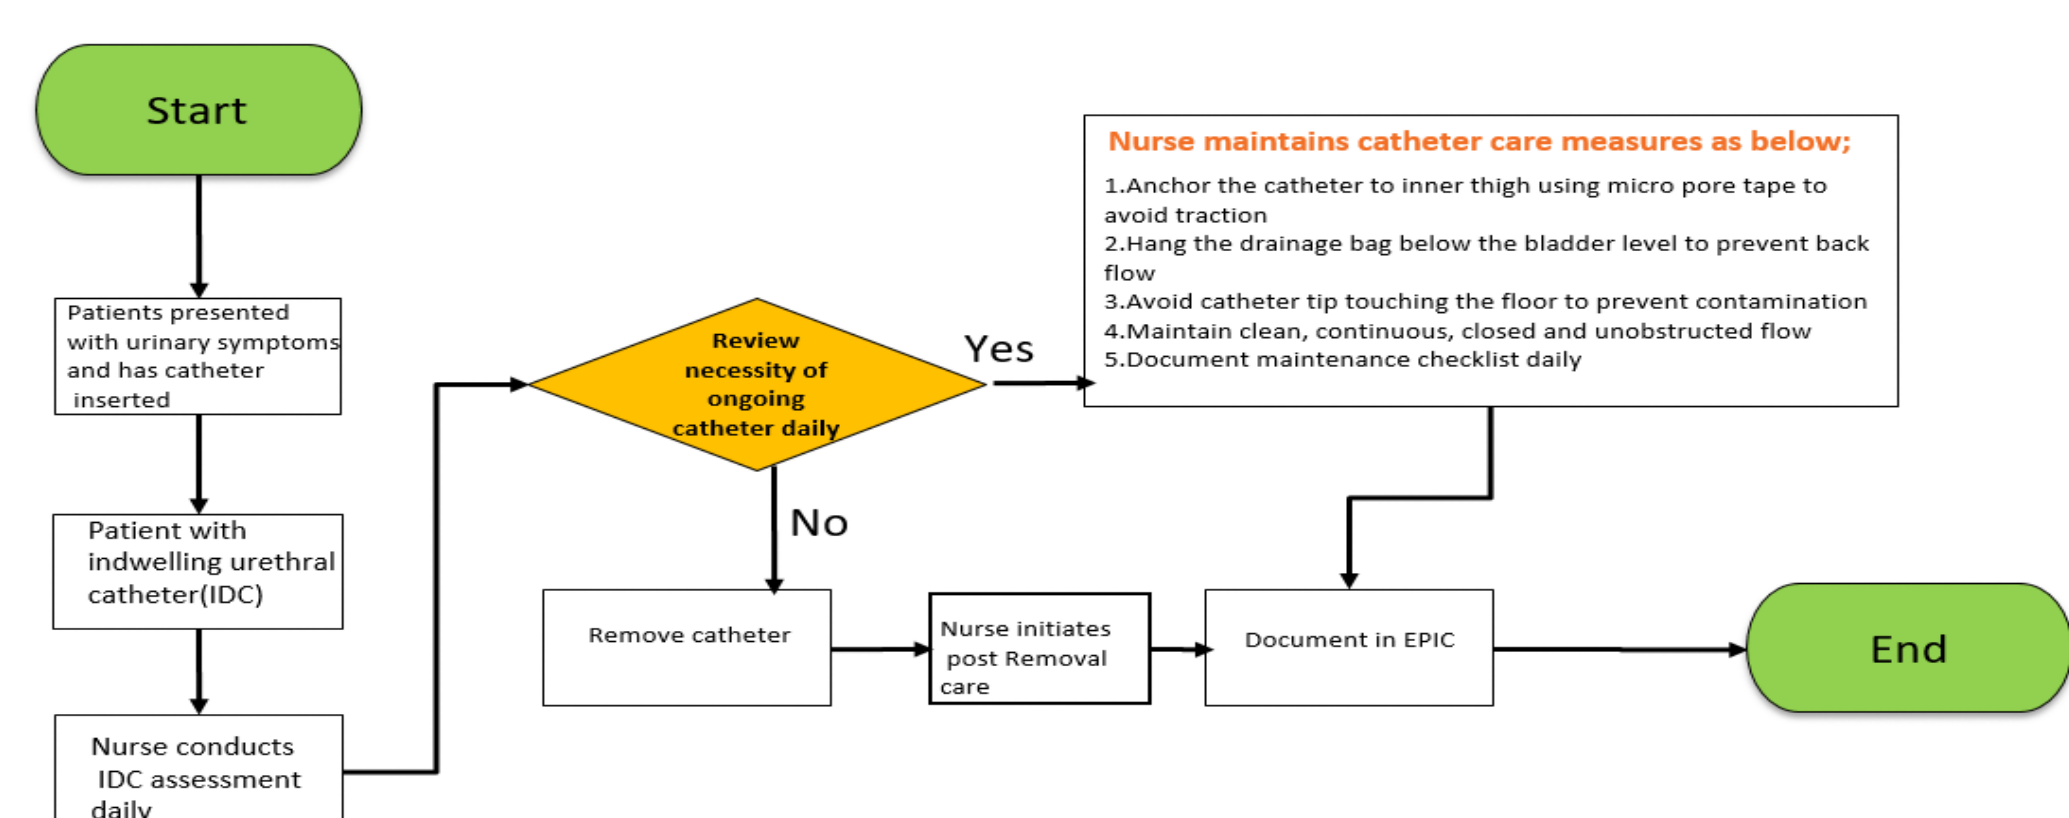 Start
Patients presented
with urinary symptoms
and has catheter
inserted
Patient with
indwelling urethral
catheter(IDC)
Nurse conducts
IDC assessment
daily
Review
necessity of
ongoing
catheter daily
Yes
No
Nurse maintains catheter care measures as below;
1.Anchor the catheter to inner thigh using micro pore tape to
avoid traction
2.Hang the drainage bag below the bladder level to prevent back
flow
3.Avoid catheter tip touching the floor to prevent contamination
4.Maintain clean, continuous, closed and unobstructed flow
5.Document maintenance checklist daily
Remove catheter
Nurse initiates
post Removal
care
Document in EPIC
End